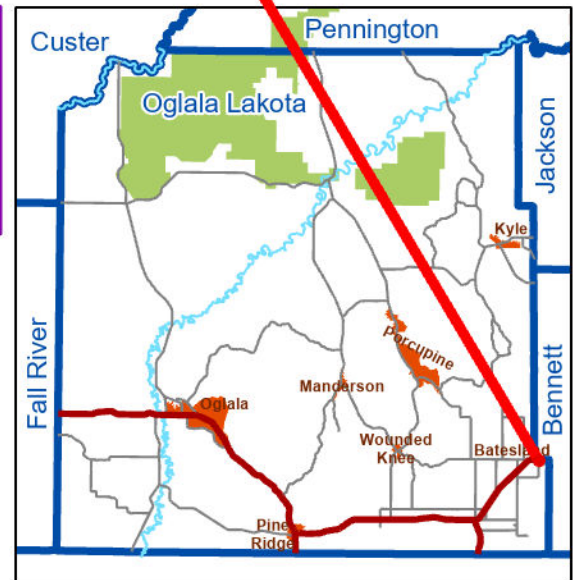 Custer
Pennington
Oglala Lakota
Jackson
Kyle
Fall River
Porcupine
Manderson
Oglala
Bennett
Wounded
Knee
Batesland
Pine
Ridge